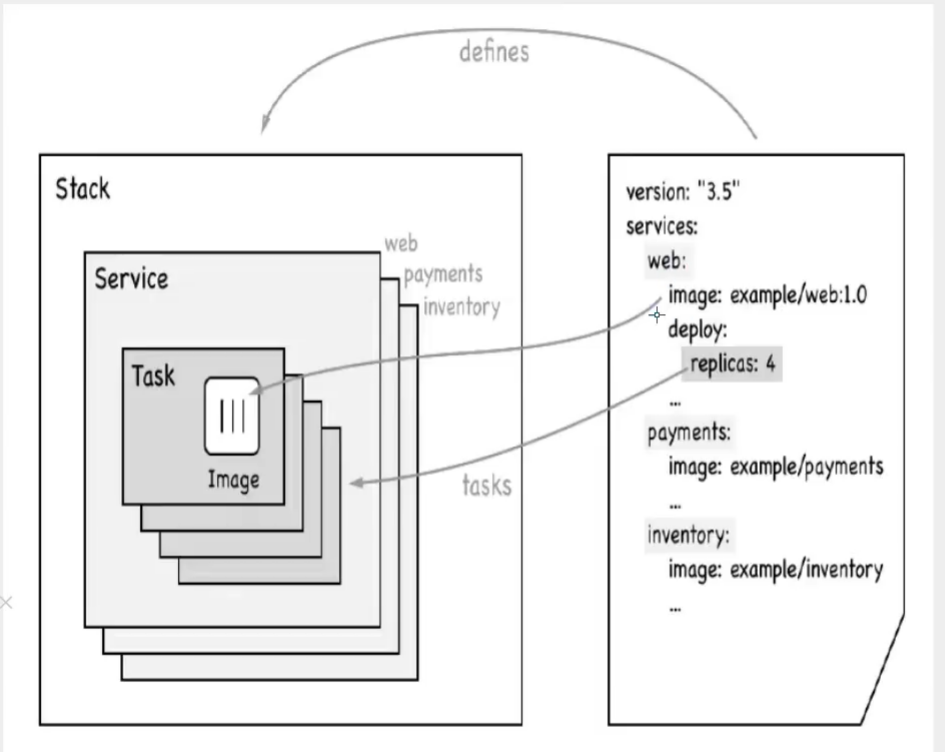 defines
Stack
web
payments
inventory
Service
Task
Image
tasks
version: "3.5"
services:
web:
image: example/web:1.0
deploy:
replicas: 4
...
payments:
image: example/payments
...
inventory:
image: example/inventory
...